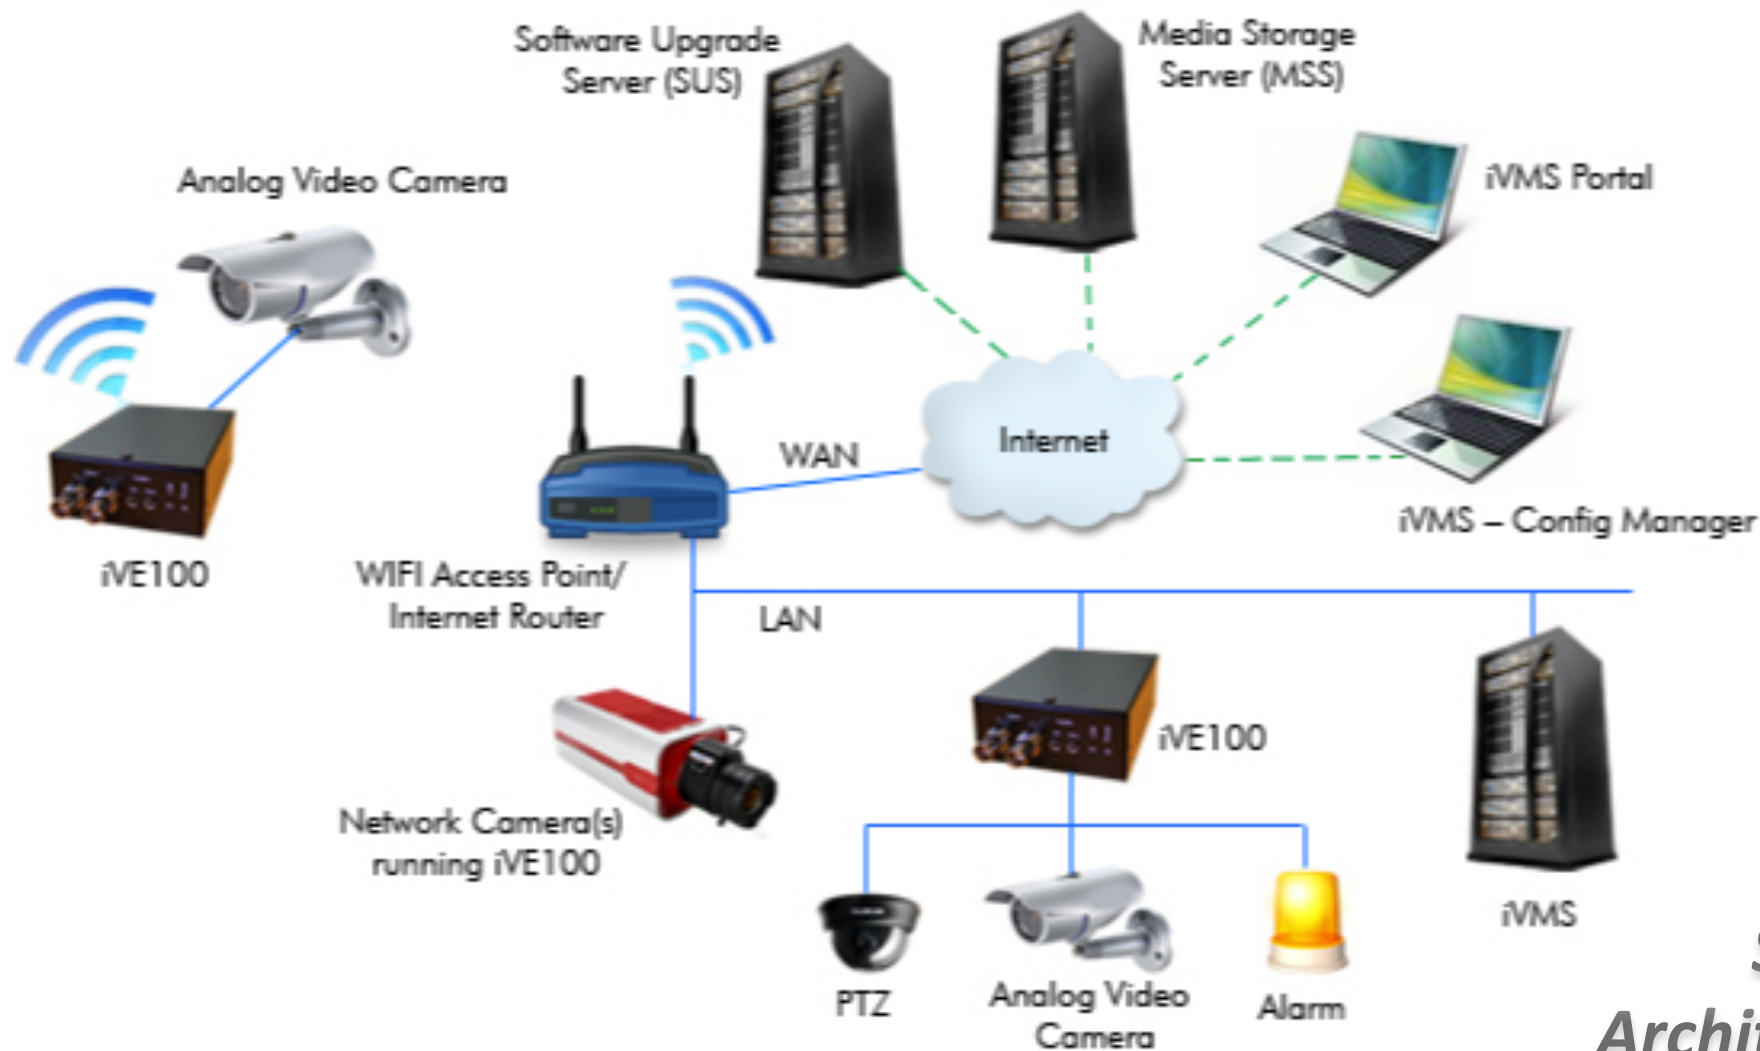 Software Upgrade
Server (SUS)
Media Storage
Server (MSS)
Analog Video Camera
iVMS Portal
Internet
WAN
iVMS – Config Manager
iVE100
WIFI Access Point/
Internet Router
LAN
iVE100
Network Camera(s)
running iVE100
iVMS
PTZ
Analog Video
Camera
Alarm